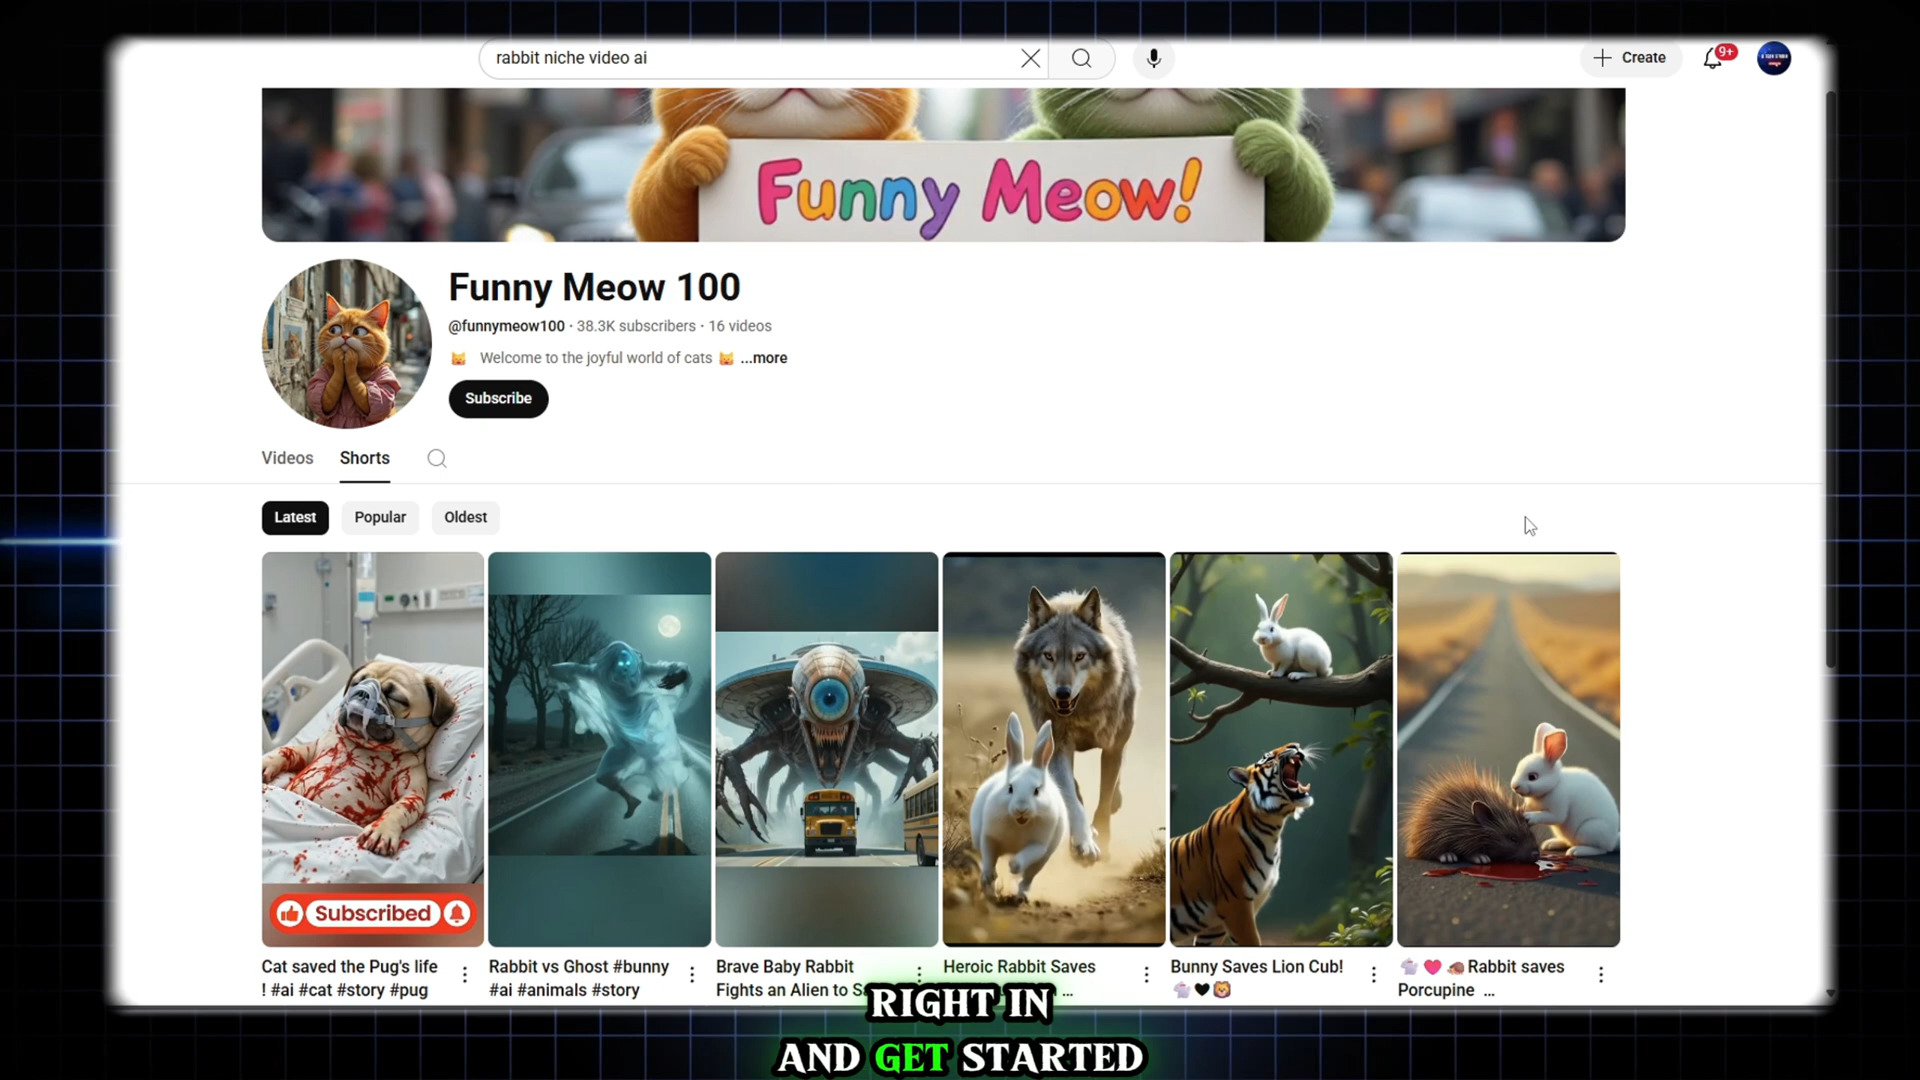 rabbit niche video ai
Create
9+
Funny Meow!
Funny Meow 100
@funnymeow100 · 38.3K subscribers · 16 videos
🐱 Welcome to the joyful world of cats 🐱 ...more
Subscribe
Videos Shorts
Latest Popular Oldest
Subscribed
Cat saved the Pug's life
! #ai #cat #story #pug
Rabbit vs Ghost #bunny
#ai #animals #story
Brave Baby Rabbit
Fights an Alien to S
Heroic Rabbit Saves
...
Bunny Saves Lion Cub!
🐇🖤🦁
🐇💗🦔Rabbit saves
Porcupine ...
RIGHT IN
AND GET STARTED